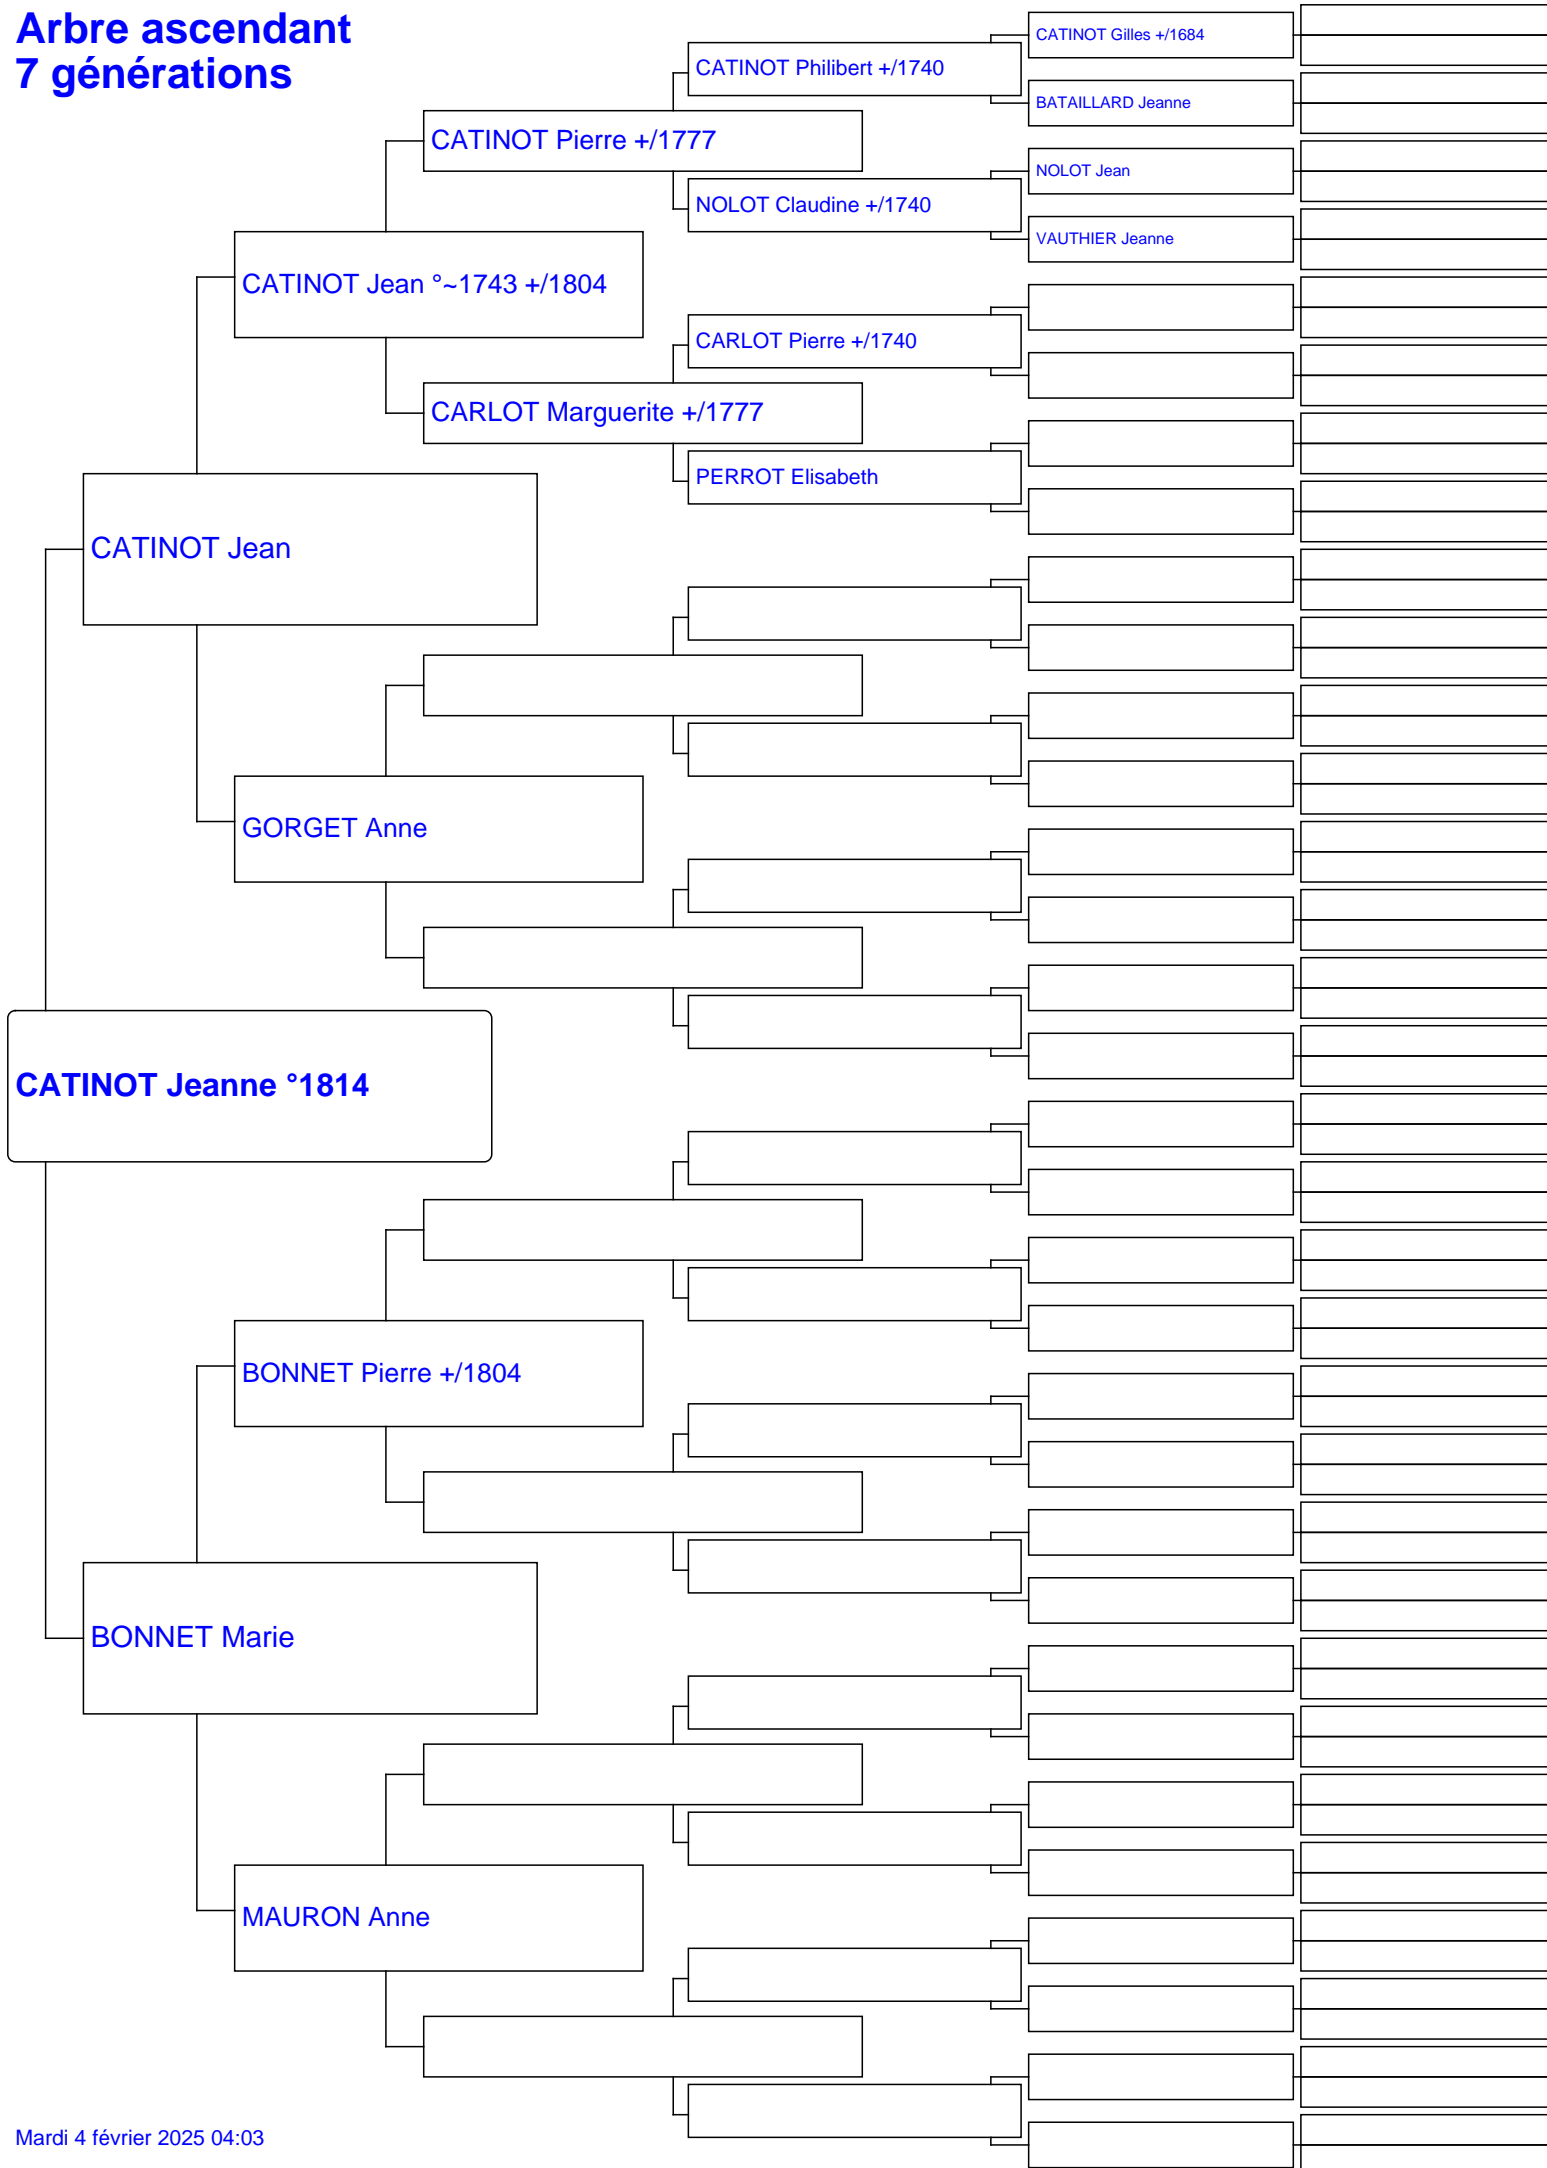 Arbre ascendant
7 générations
CATINOT Gilles +/1684
CATINOT Philibert +/1740
BATAILLARD Jeanne
CATINOT Pierre +/1777
NOLOT Jean
NOLOT Claudine +/1740
VAUTHIER Jeanne
CATINOT Jean °~1743 +/1804
CARLOT Pierre +/1740
CARLOT Marguerite +/1777
PERROT Elisabeth
CATINOT Jean
GORGET Anne
CATINOT Jeanne °1814
BONNET Pierre +/1804
BONNET Marie
MAURON Anne
Mardi 4 février 2025 04:03